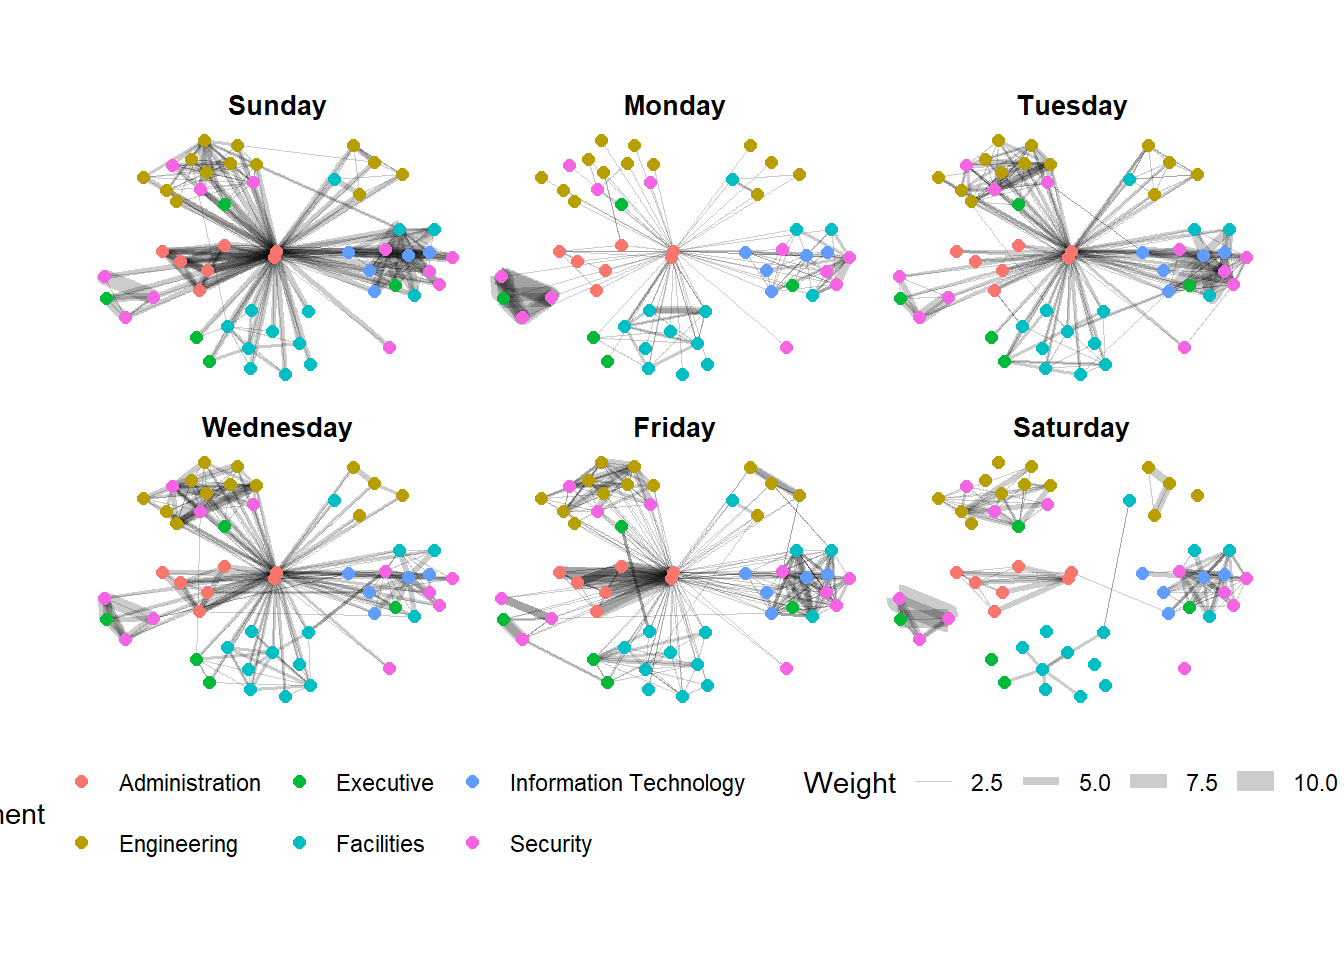 Sunday Monday Tuesday
Wednesday Friday Saturday
Administration Executive Information Technology Weight 2.5 5.0 7.5 10.0
Engineering Facilities Security